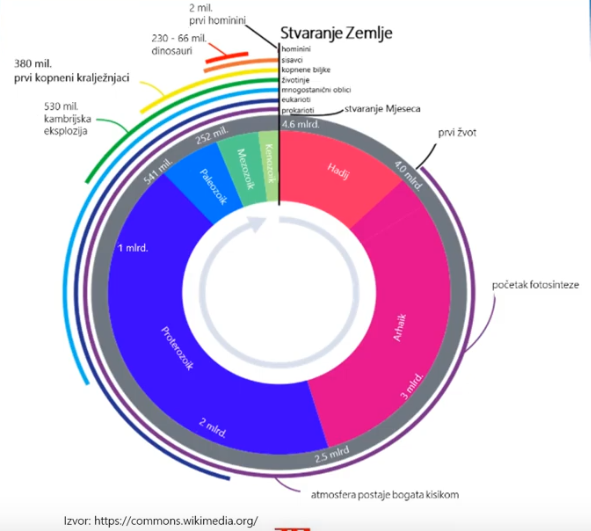 2 mil.
prvi hominini
Stvaranje Zemlje
230 - 66 mil.
dinosauri
hominini
sisavci
kopnene biljke
životinje
mnogostanični oblici
eukarioti
prokarioti
380 mil.
prvi kopneni kralježnjaci
530 mil.
kambrijska
eksplozija
stvaranje Mjeseca
4.6 mlrd.
prvi život
4.0 mlrd.
252 mil.
541 mil.
Kenozoik
Mezozoik
Paleozoik
Hadij
1 mlrd.
početak fotosinteze
Arhaik
Proterozoik
3 mlrd.
2 mlrd.
2.5 mlrd
atmosfera postaje bogata kisikom
Izvor: https://commons.wikimedia.org/